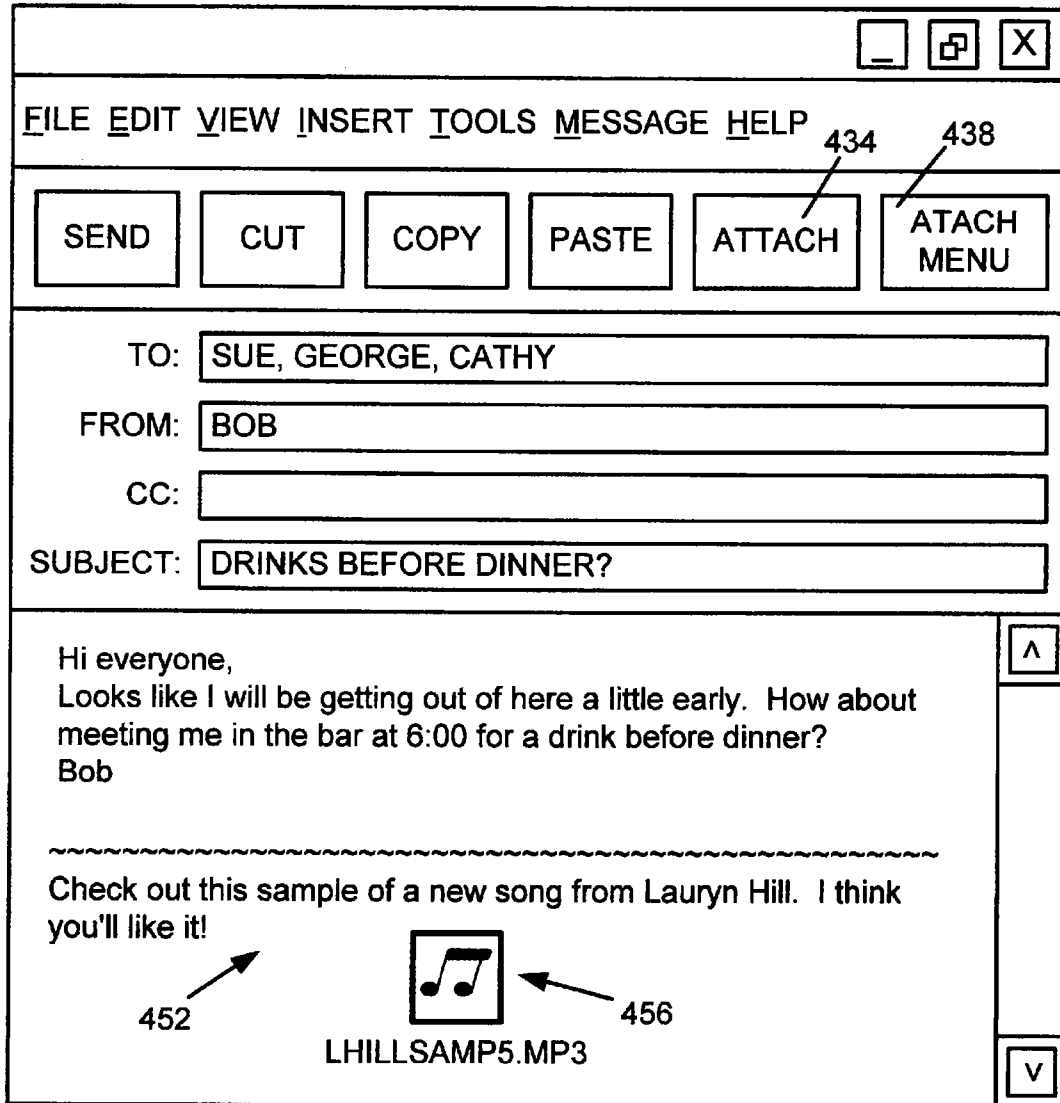 _ X
FILE EDIT VIEW INSERT TOOLS MESSAGE HELP
434 438
SEND CUT COPY PASTE ATTACH ATACH MENU
TO: SUE, GEORGE, CATHY
FROM: BOB
CC:
SUBJECT: DRINKS BEFORE DINNER?
Hi everyone,
Looks like I will be getting out of here a little early. How about
meeting me in the bar at 6:00 for a drink before dinner?
Bob
~~~~~~~~~~~~~~~~~~~~~~~~~~~~~~~~~~~~~~~~~~~~~~~~~
Check out this sample of a new song from Lauryn Hill. I think
you'll like it!
452 456
LHILLSAMP5.MP3